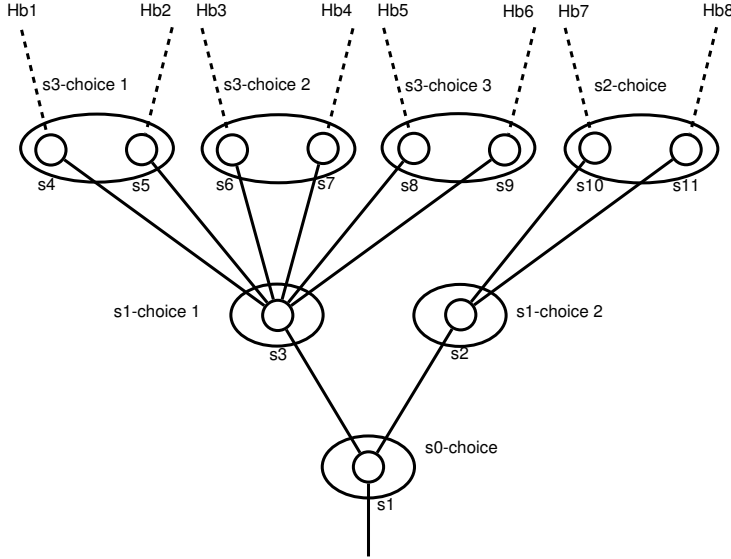 Hb1 Hb2 Hb3 Hb4 Hb5 Hb6 Hb7 Hb8
s3-choice 1 s3-choice 2 s3-choice 3 s2-choice
s4 s5 s6 s7 s8 s9 s10 s11
s1-choice 1 s1-choice 2
s3 s2
s0-choice
s1